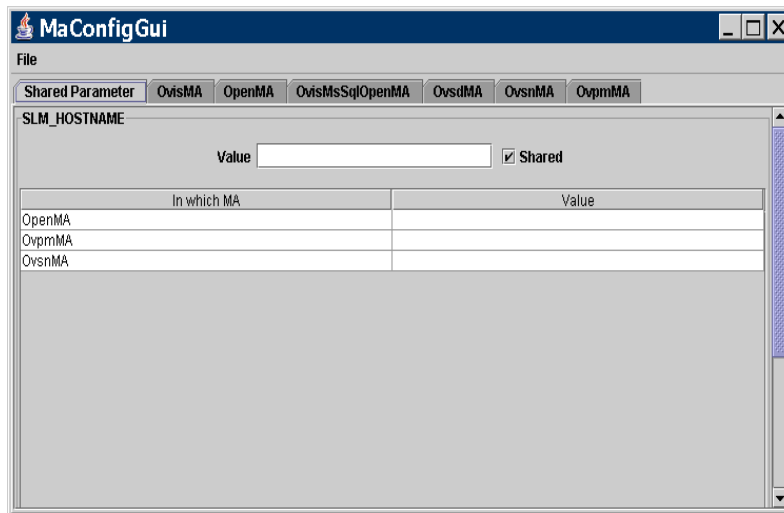 MaConfigGui
File
Shared Parameter OvisMA OpenMA OvisMsSqlOpenMA OvsdMA OvsnMA OvpmMA
SLM_HOSTNAME
Value Shared
In which MA Value
OpenMA
OvpmMA
OvsnMA